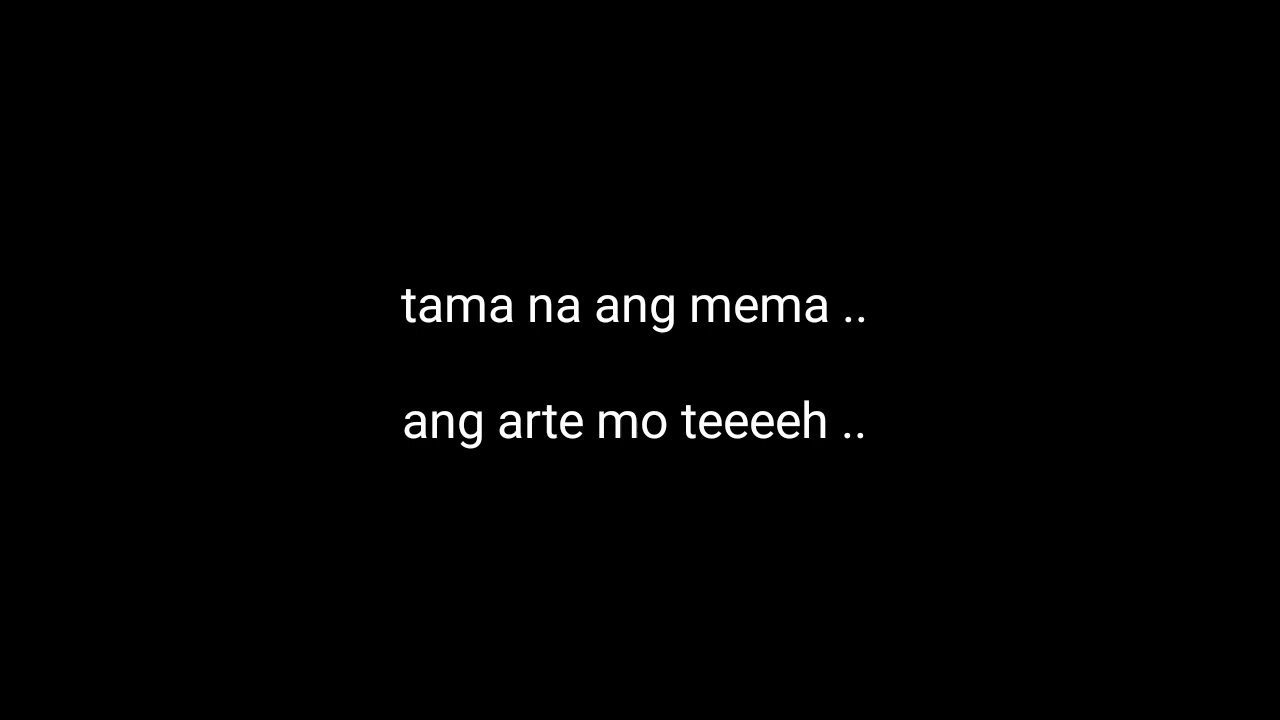 tama na ang mema ..
ang arte mo teeeeh ..